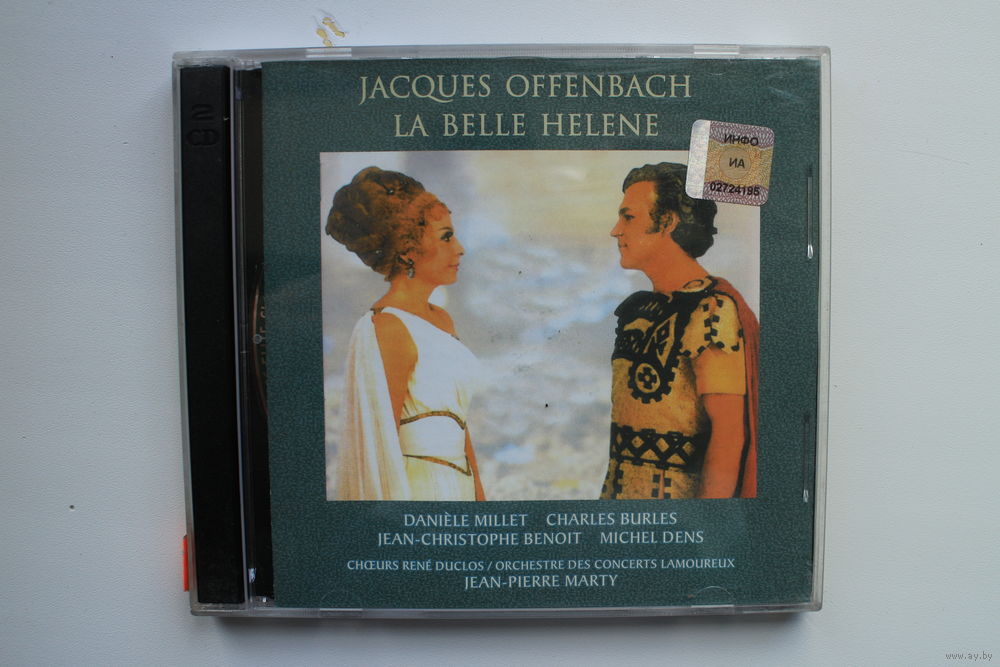 JACQUES OFFENBACH
LA BELLE HELENE
ИНФО
ИА
02724195
2
CD
DANIÈLE MILLET CHARLES BURLES
JEAN-CHRISTOPHE BENOIT MICHEL DENS
CHŒURS RENÉ DUCLOS / ORCHESTRE DES CONCERTS LAMOUREUX
JEAN-PIERRE MARTY
www.ay.by